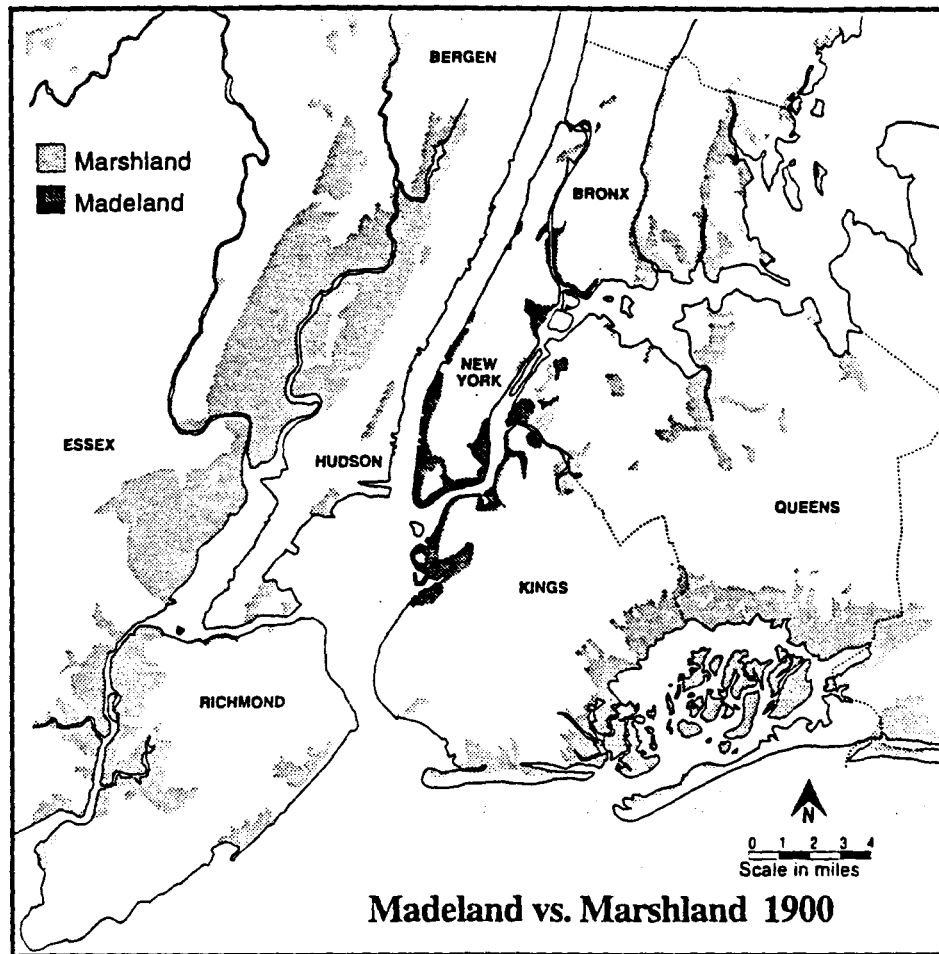 BERGEN
Marshland
Madeland
BRONX
NEW
YORK
ESSEX
HUDSON
QUEENS
KINGS
RICHMOND
N
0 1 2 3 4
Scale in miles
Madeland vs. Marshland 1900